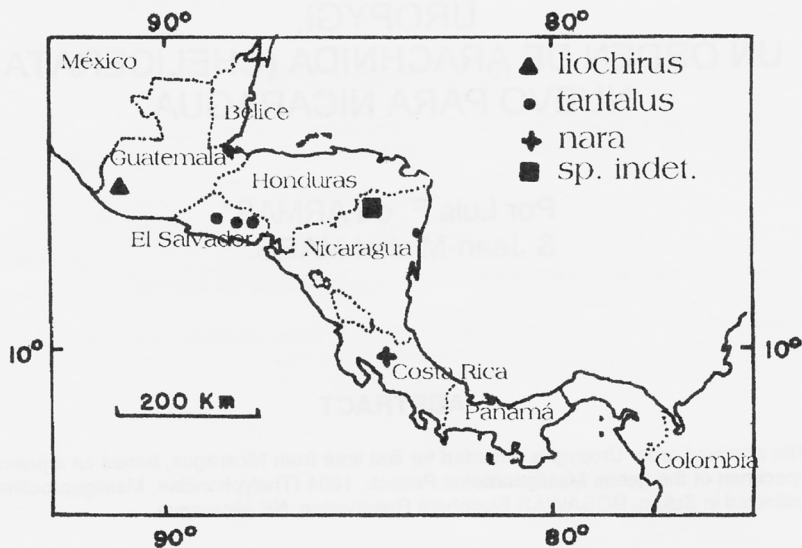 90° 80°
México
Bélice
Guatemala
Honduras
El Salvador
Nicaragua
Costa Rica
Panamá
Colombia
▲ liochirus
● tantalus
✚ nara
■ sp. indet.
10° 10°
200 Km
90° 80°